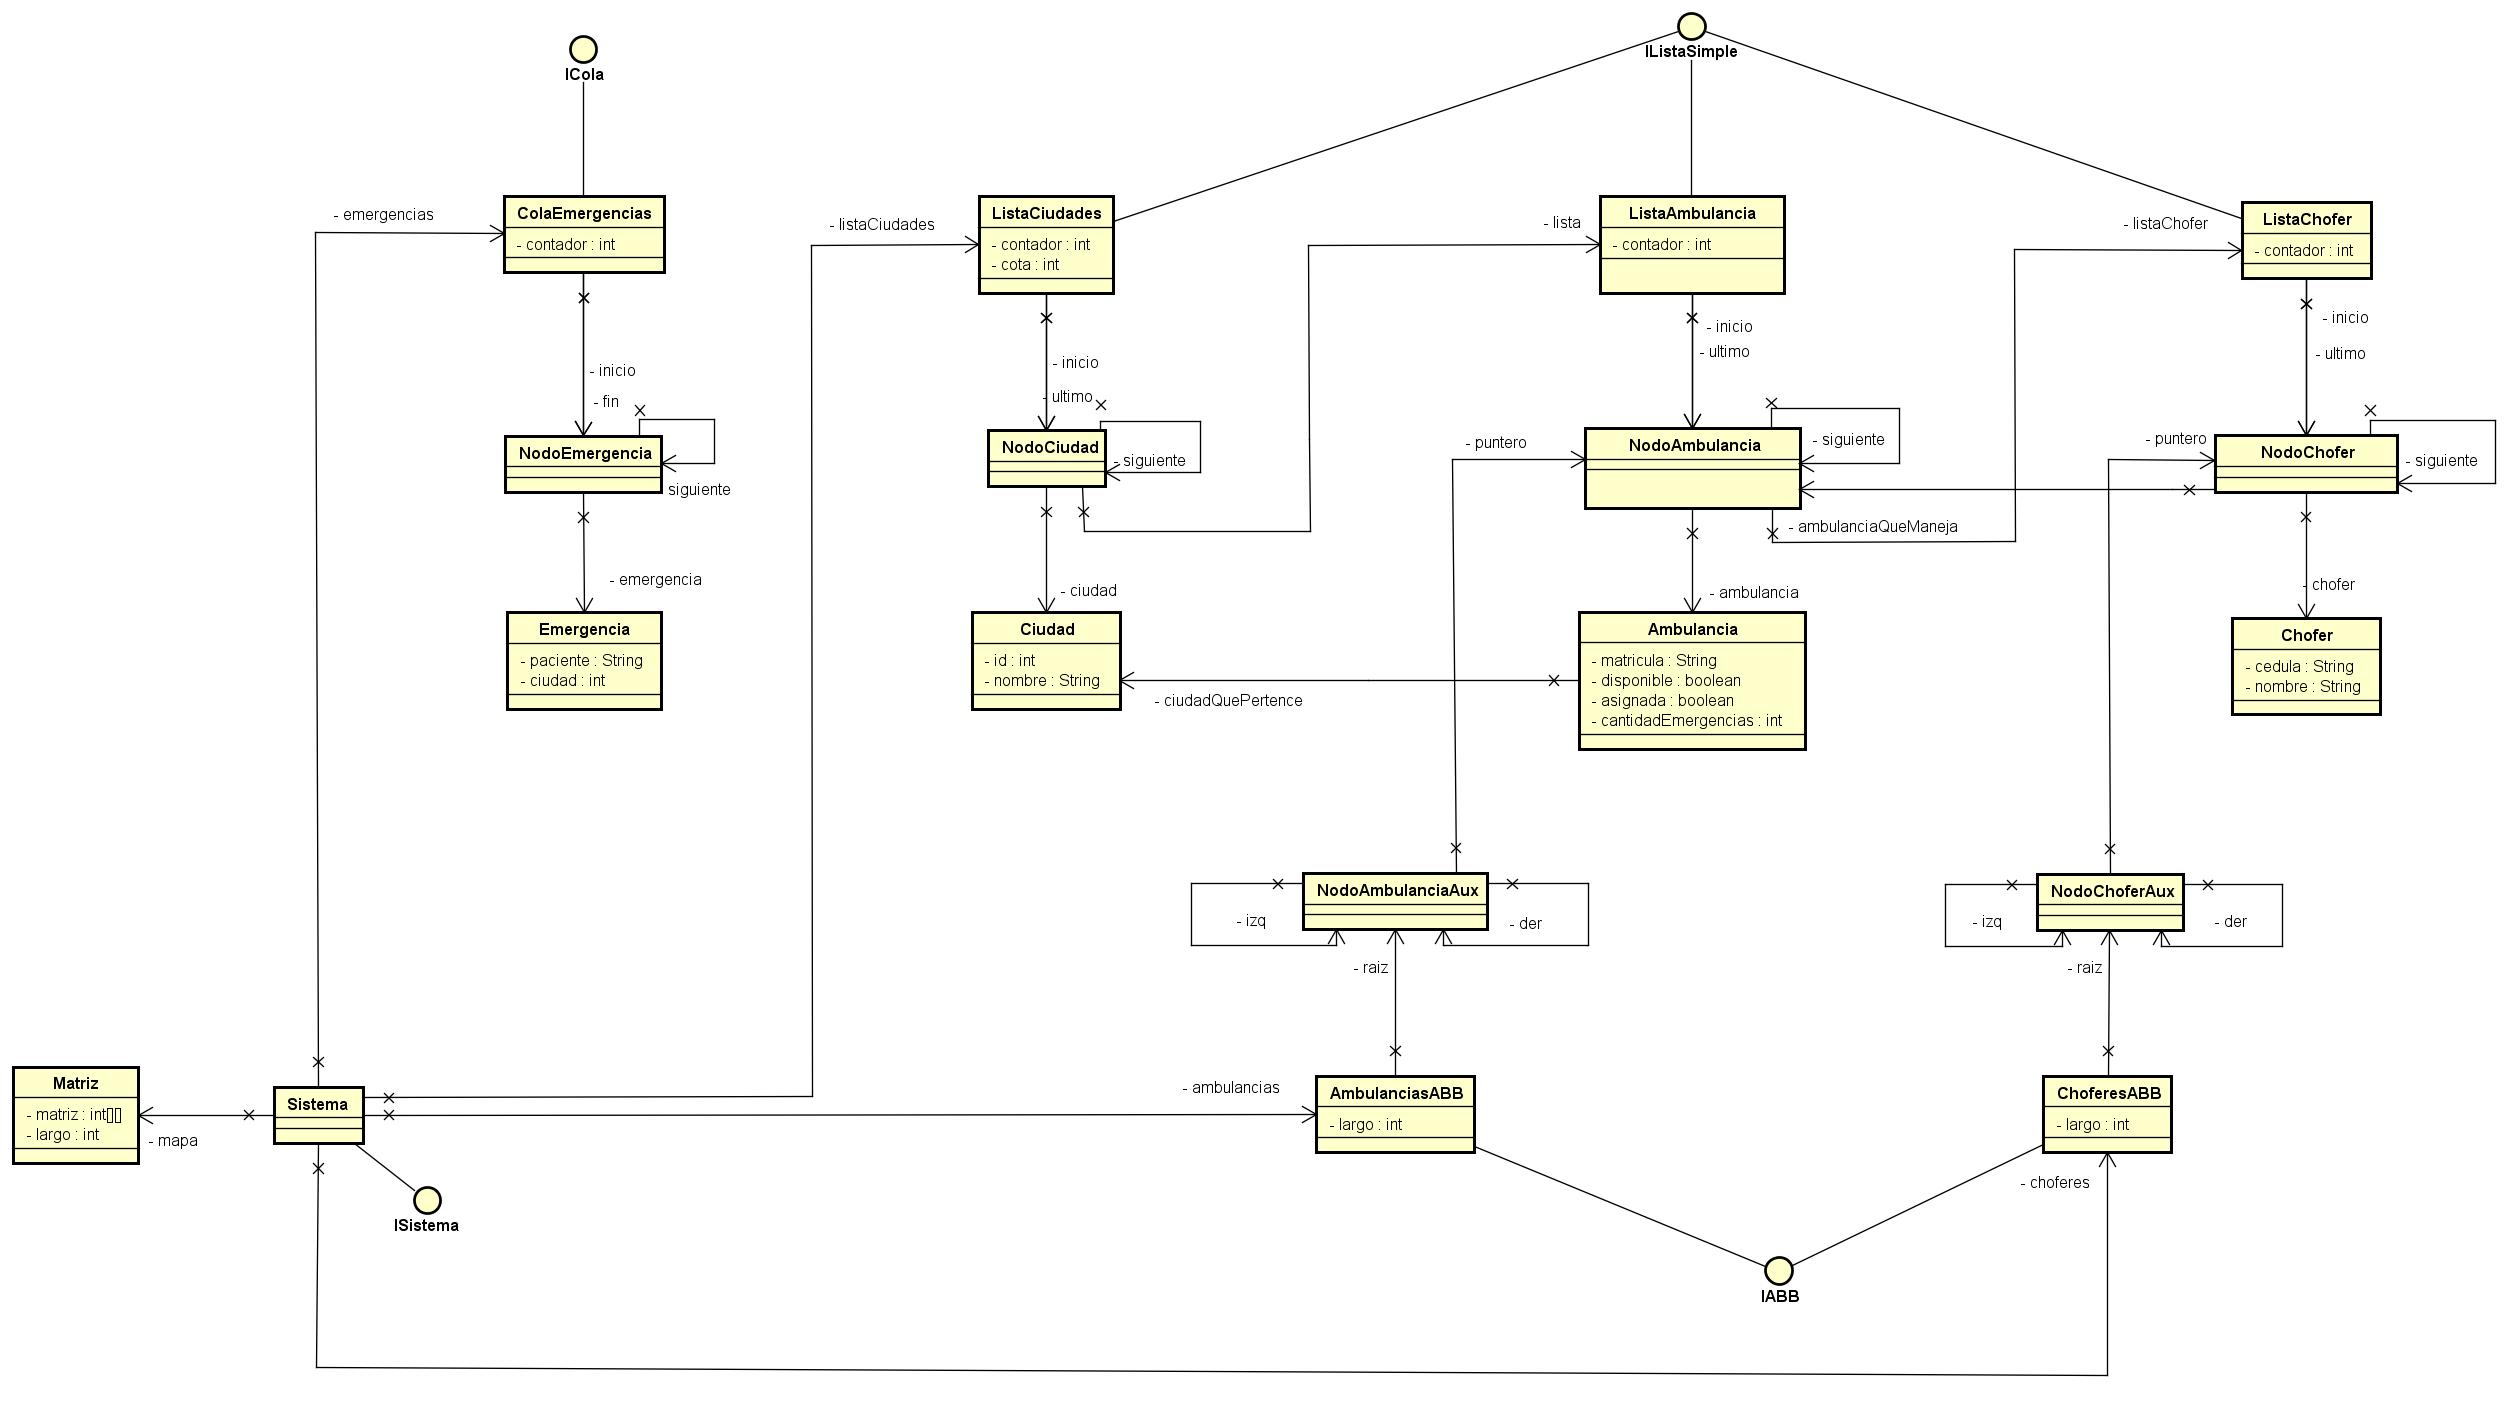 ICola
IListaSimple
- emergencias
ColaEmergencias
- contador : int
- listaCiudades
ListaCiudades
- contador : int
- cota : int
- lista
ListaAmbulancia
- contador : int
- listaChofer
ListaChofer
- contador : int
- inicio
- fin
- inicio
- ultimo
- inicio
- ultimo
- inicio
- ultimo
NodoEmergencia
siguiente
NodoCiudad
- siguiente
- puntero
NodoAmbulancia
- siguiente
- puntero
NodoChofer
- siguiente
- ambulanciaQueManeja
- emergencia
- ciudad
- ambulancia
- chofer
Emergencia
- paciente : String
- ciudad : int
Ciudad
- id : int
- nombre : String
- ciudadQuePertence
Ambulancia
- matricula : String
- disponible : boolean
- asignada : boolean
- cantidadEmergencias : int
Chofer
- cedula : String
- nombre : String
NodoAmbulanciaAux
- izq
- der
- raiz
NodoChoferAux
- izq
- der
- raiz
Matriz
- matriz : int[][]
- largo : int
- mapa
Sistema
- ambulancias
AmbulanciasABB
- largo : int
ChoferesABB
- largo : int
- choferes
ISistema
IABB